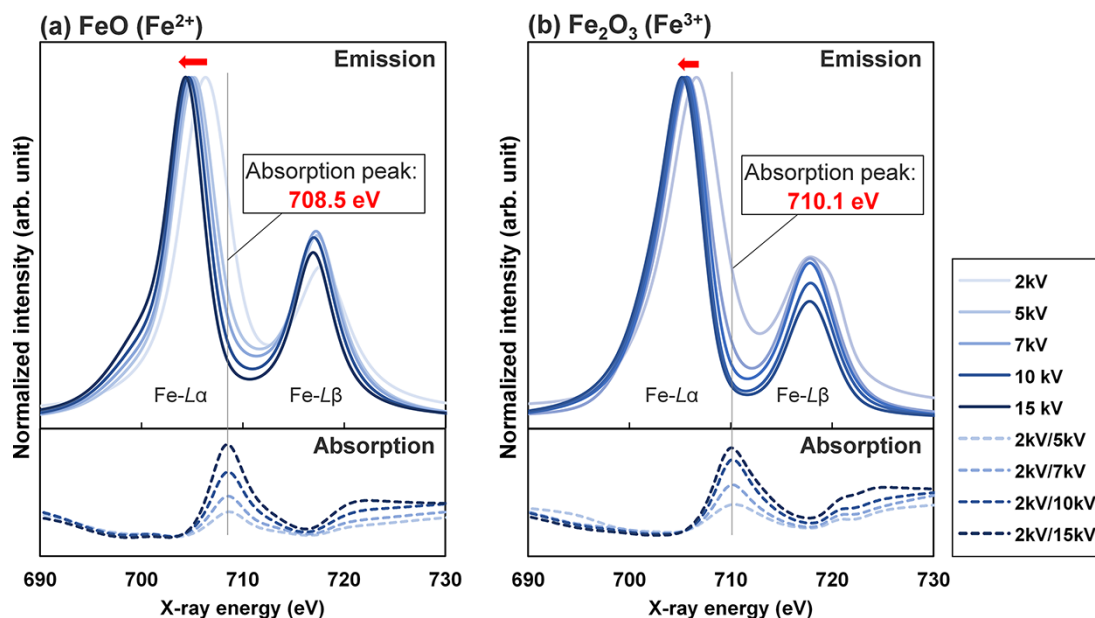 (a) FeO (Fe²⁺)
Emission
Absorption peak:
708.5 eV
Fe-Lα
Fe-Lβ
Normalized intensity (arb. unit)
Absorption
690
700
710
720
730
X-ray energy (eV)
(b) Fe₂O₃ (Fe³⁺)
Emission
Absorption peak:
710.1 eV
Fe-Lα
Fe-Lβ
Normalized intensity (arb. unit)
Absorption
690
700
710
720
730
X-ray energy (eV)
2kV
5kV
7kV
10 kV
15 kV
2kV/5kV
2kV/7kV
2kV/10kV
2kV/15kV